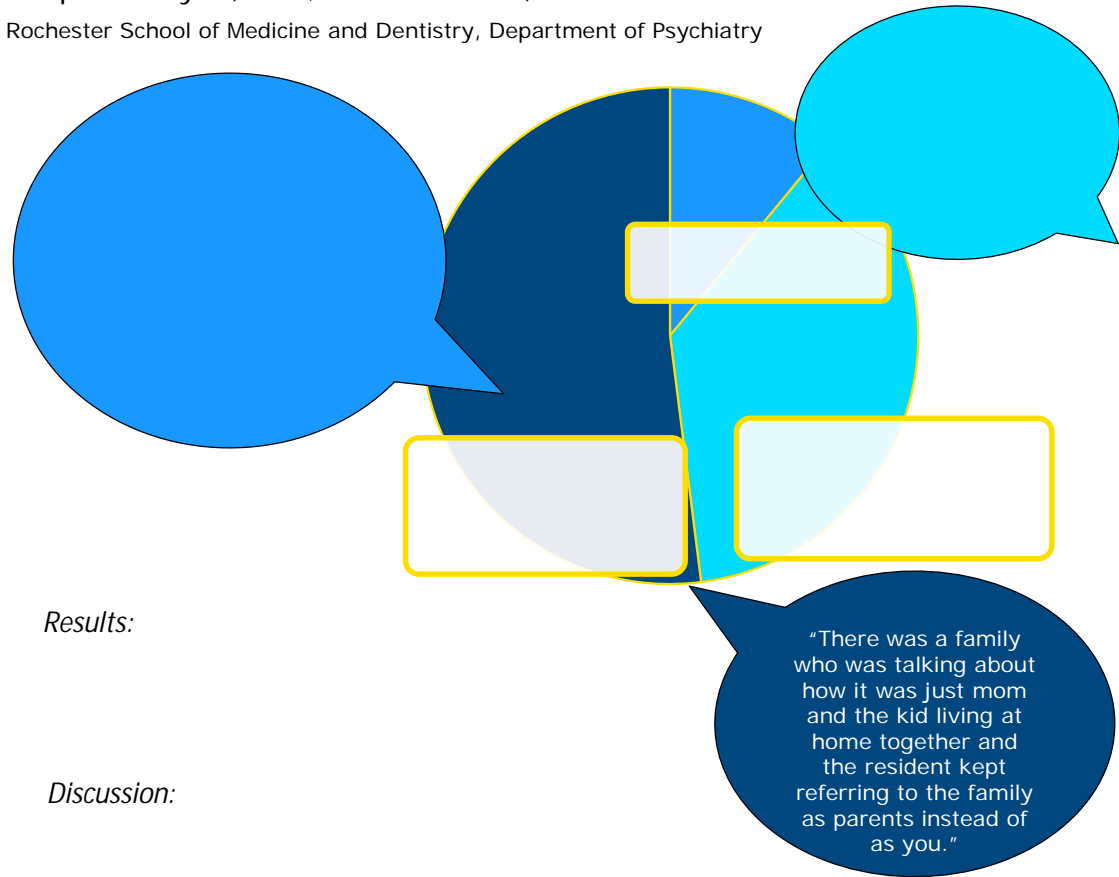 Rochester School of Medicine and Dentistry, Department of Psychiatry
Results:
Discussion:
“There was a family
who was talking about
how it was just mom
and the kid living at
home together and
the resident kept
referring to the family
as parents instead of
as you.”